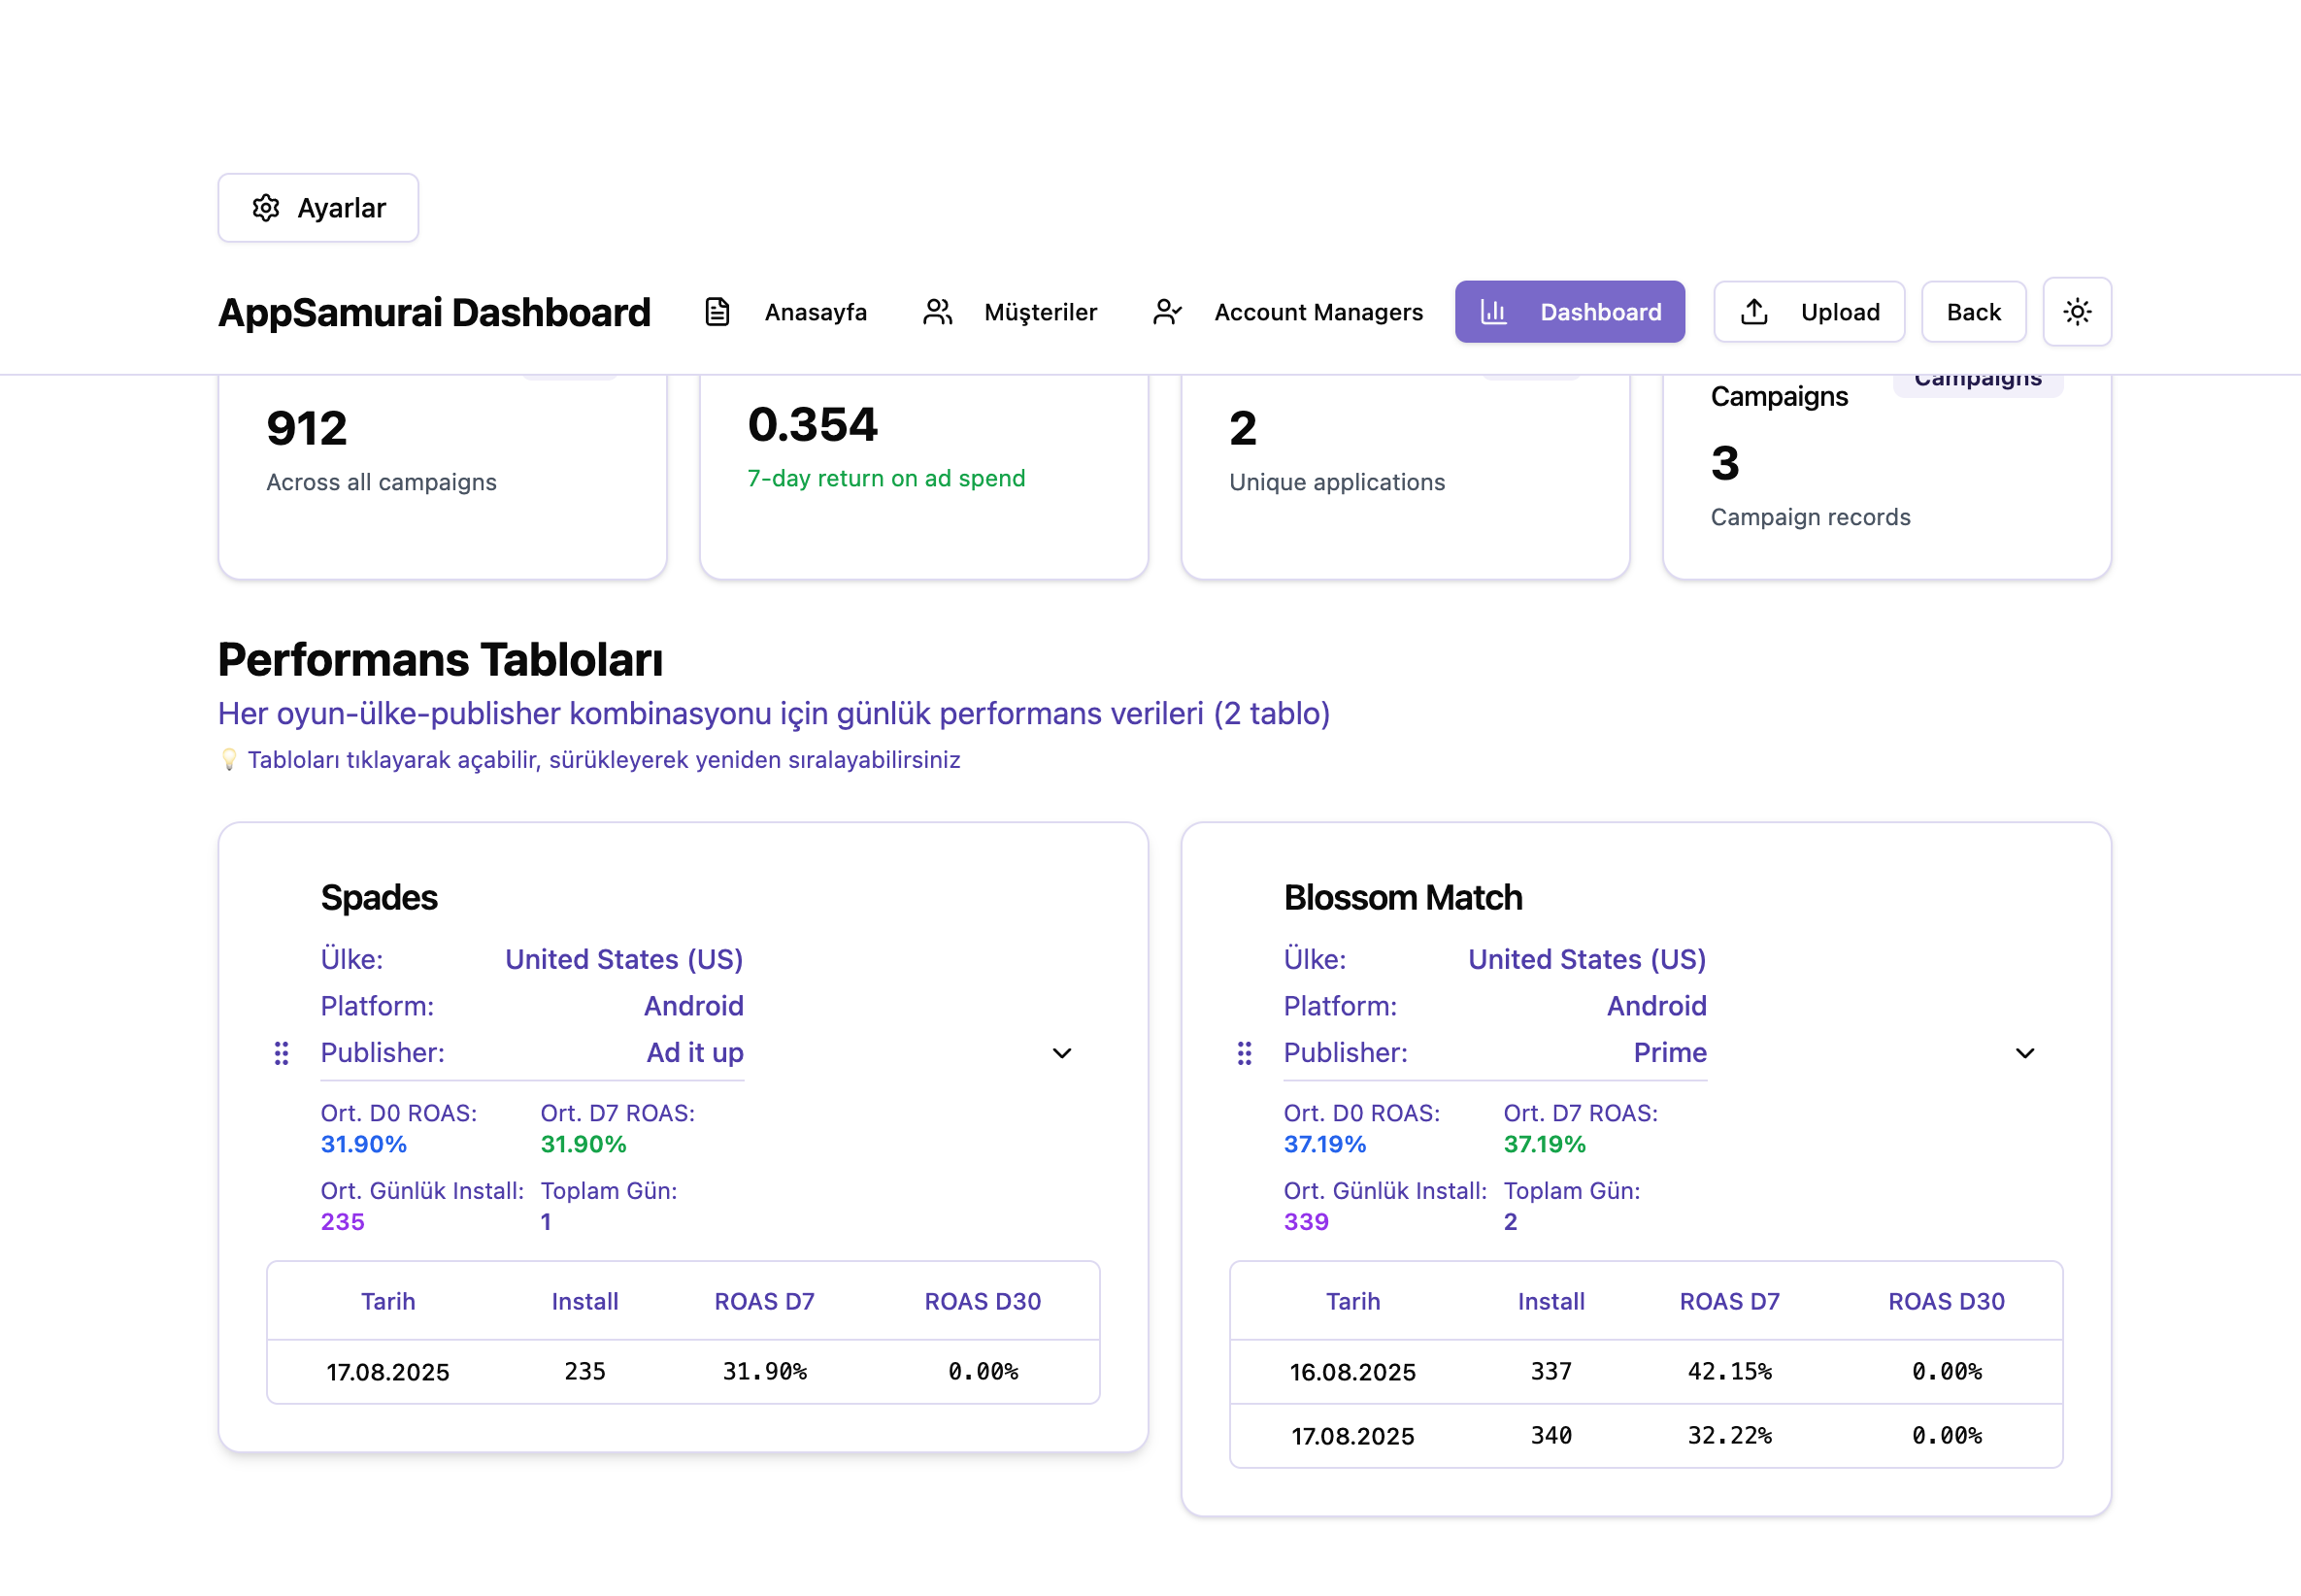 Ayarlar
AppSamurai Dashboard
Anasayfa
Müşteriler
Account Managers
Dashboard
Upload
Back
912
Across all campaigns
0.354
7-day return on ad spend
2
Unique applications
Campaigns
Campaigns
3
Campaign records
Performans Tabloları
Her oyun-ülke-publisher kombinasyonu için günlük performans verileri (2 tablo)
💡 Tabloları tıklayarak açabilir, sürükleyerek yeniden sıralayabilirsiniz
Spades
Ülke: United States (US)
Platform: Android
Publisher: Ad it up
Ort. D0 ROAS: Ort. D7 ROAS:
31.90% 31.90%
Ort. Günlük Install: Toplam Gün:
235 1
Tarih Install ROAS D7 ROAS D30
17.08.2025 235 31.90% 0.00%
Blossom Match
Ülke: United States (US)
Platform: Android
Publisher: Prime
Ort. D0 ROAS: Ort. D7 ROAS:
37.19% 37.19%
Ort. Günlük Install: Toplam Gün:
339 2
Tarih Install ROAS D7 ROAS D30
16.08.2025 337 42.15% 0.00%
17.08.2025 340 32.22% 0.00%